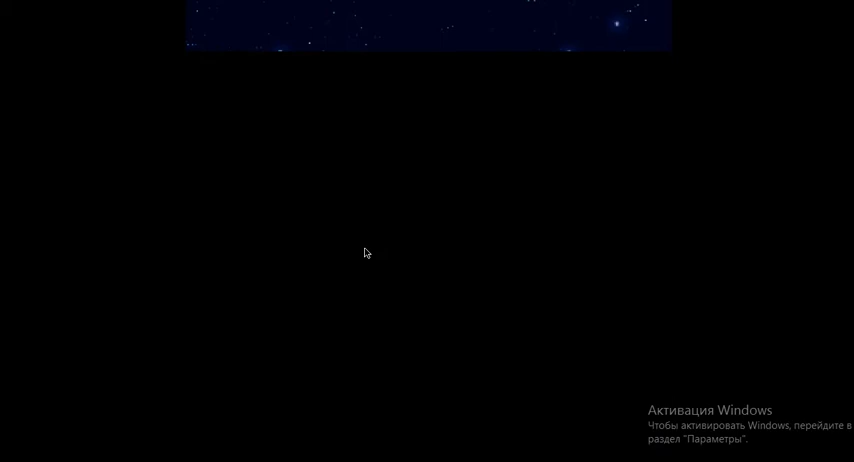 Активация Windows
Чтобы активировать Windows, перейдите в
раздел "Параметры".